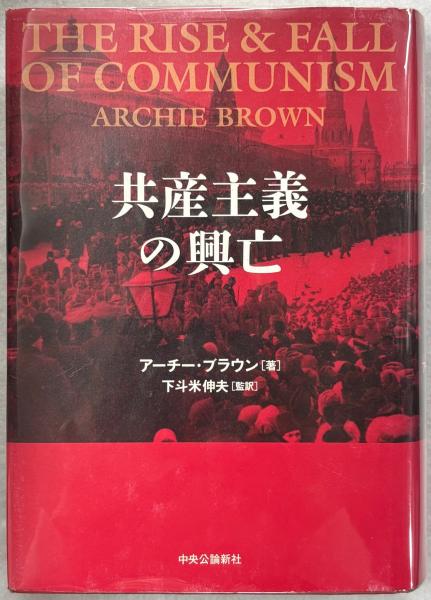 THE RISE & FALL
OF COMMUNISM
ARCHIE BROWN
共産主義
の興亡
アーチー・ブラウン[著]
下斗米伸夫[監訳]
中央公論新社